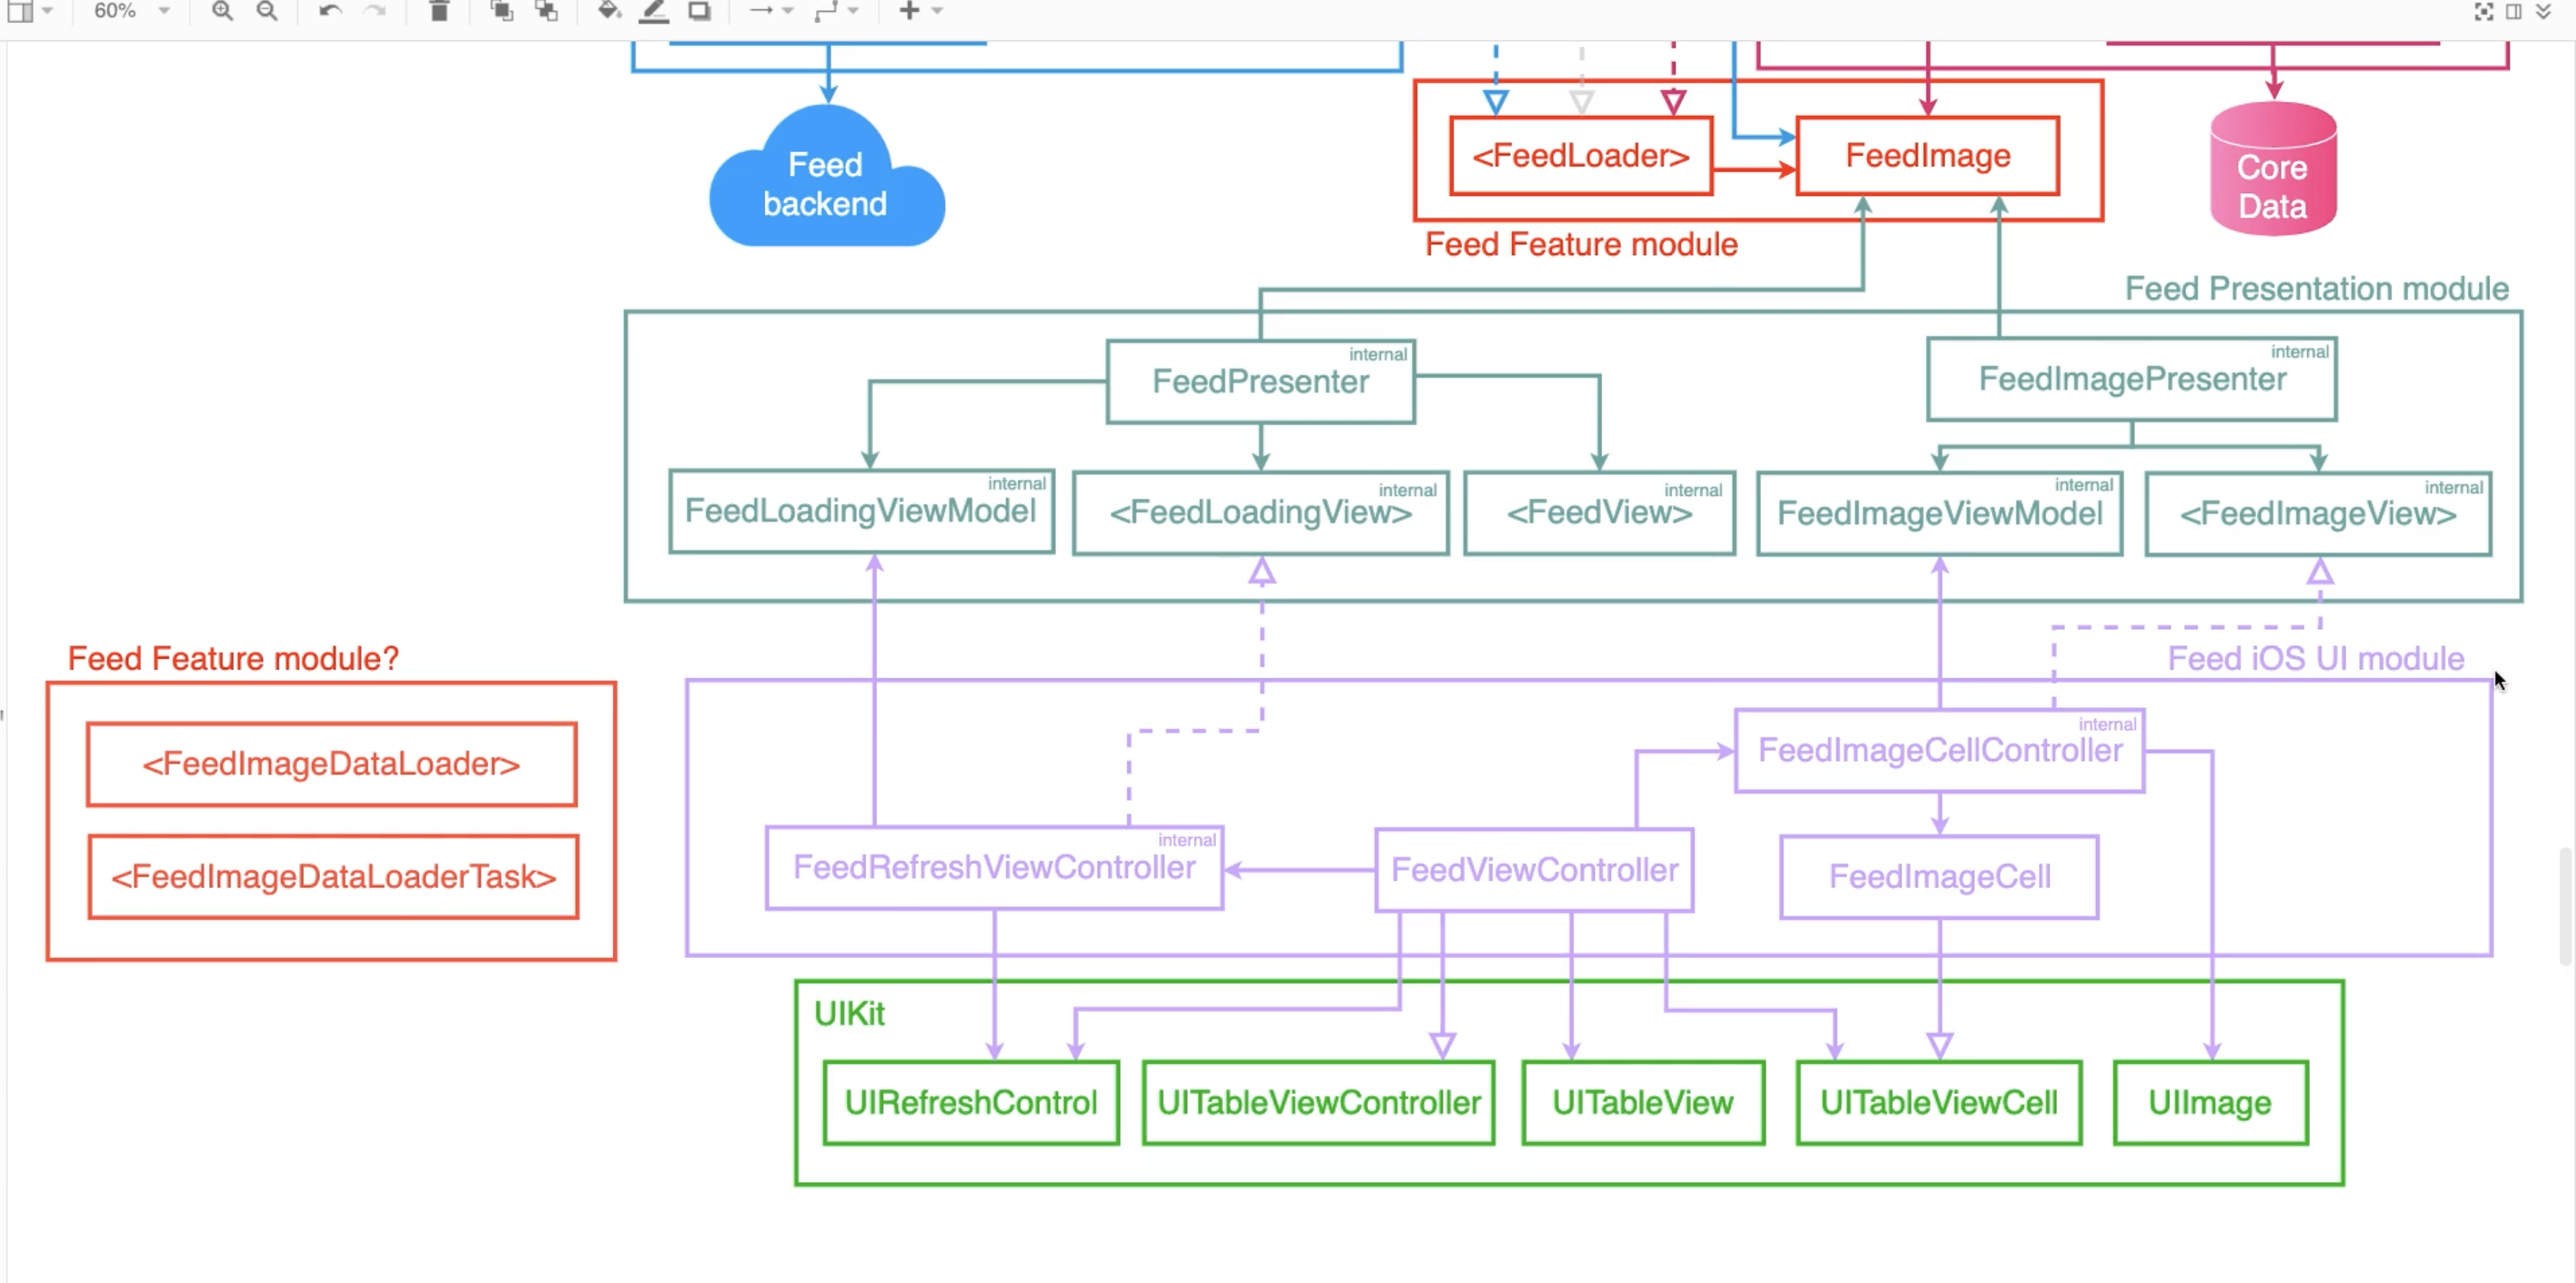 60%
Feed
backend
<FeedLoader>
FeedImage
Core
Data
Feed Feature module
Feed Presentation module
internal
FeedPresenter
internal
FeedImagePresenter
internal
FeedLoadingViewModel
internal
<FeedLoadingView>
internal
<FeedView>
internal
FeedImageViewModel
internal
<FeedImageView>
Feed Feature module?
Feed iOS UI module
<FeedImageDataLoader>
<FeedImageDataLoaderTask>
internal
FeedImageCellController
internal
FeedRefreshViewController
FeedViewController
FeedImageCell
UIKit
UIRefreshControl
UITableViewController
UITableView
UITableViewCell
UIImage